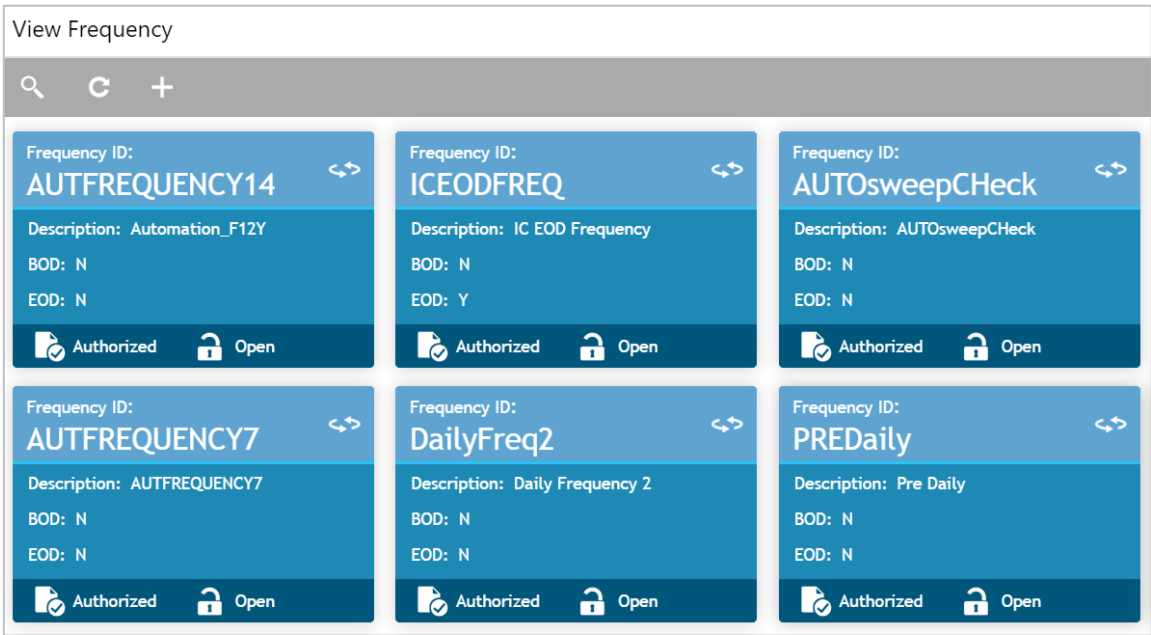 View Frequency
Frequency ID:
AUTFREQUENCY14
Description: Automation_F12Y
BOD: N
EOD: N
Authorized Open
Frequency ID:
ICEODFREQ
Description: IC EOD Frequency
BOD: N
EOD: Y
Authorized Open
Frequency ID:
AUTOsweepCHeck
Description: AUTOsweepCHeck
BOD: N
EOD: N
Authorized Open
Frequency ID:
AUTFREQUENCY7
Description: AUTFREQUENCY7
BOD: N
EOD: N
Authorized Open
Frequency ID:
DailyFreq2
Description: Daily Frequency 2
BOD: N
EOD: N
Authorized Open
Frequency ID:
PREDaily
Description: Pre Daily
BOD: N
EOD: N
Authorized Open